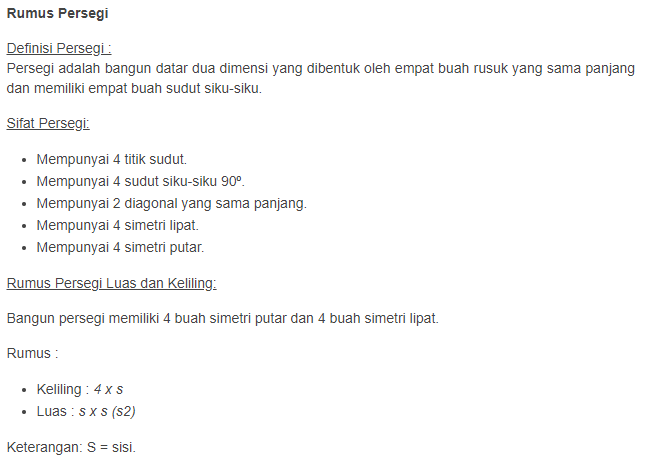 Rumus Persegi
Definisi Persegi :
Persegi adalah bangun datar dua dimensi yang dibentuk oleh empat buah rusuk yang sama panjang
dan memiliki empat buah sudut siku-siku.
Sifat Persegi:
• Mempunyai 4 titik sudut.
• Mempunyai 4 sudut siku-siku 90º.
• Mempunyai 2 diagonal yang sama panjang.
• Mempunyai 4 simetri lipat.
• Mempunyai 4 simetri putar.
Rumus Persegi Luas dan Keliling:
Bangun persegi memiliki 4 buah simetri putar dan 4 buah simetri lipat.
Rumus :
• Keliling : 4 x s
• Luas : s x s (s2)
Keterangan: S = sisi.